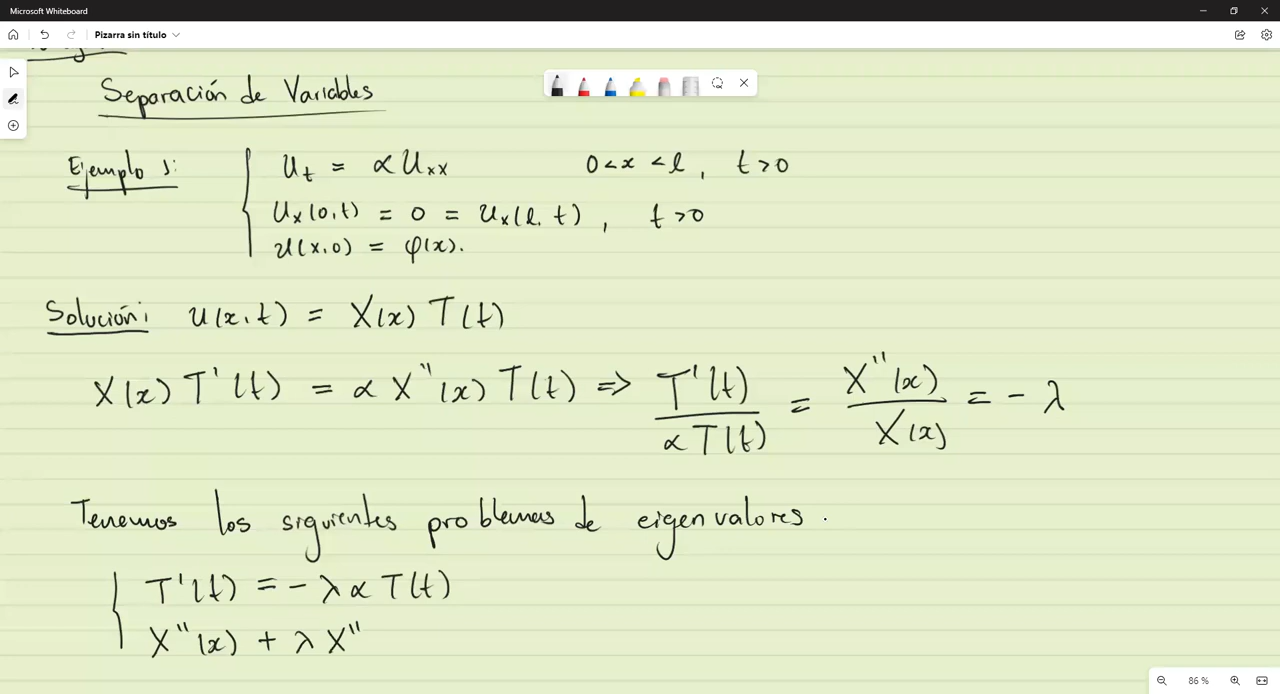 Microsoft Whiteboard
Pizarra sin título
Separación de Variables
Ejemplo 1: u_t = α u_xx 0<x<l, t>0
u_x(0,t) = 0 = u_x(l,t), t>0
u(x,0) = φ(x).
Solución: u(x,t) = X(x) T(t)
X(x) T'(t) = α X''(x) T(t) => T'(t) / αT(t) = X''(x) / X(x) = -λ
Tenemos los siguientes problemas de eigenvalores.
T'(t) = -λ α T(t)
X''(x) + λ X''
86 %